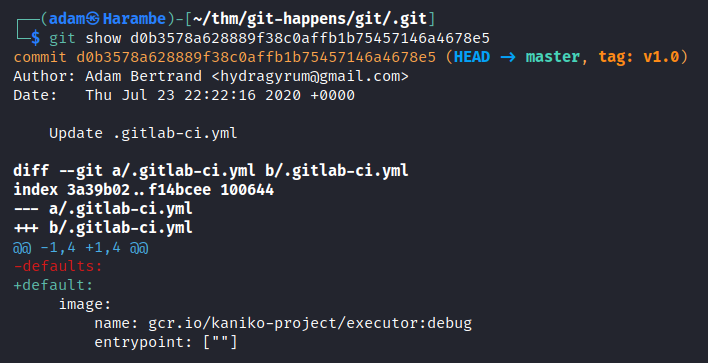 ┌──(adam㉿Harambe)-[~/thm/git-happens/git/.git]
└─$ git show d0b3578a628889f38c0affb1b75457146a4678e5
commit d0b3578a628889f38c0affb1b75457146a4678e5 (HEAD -> master, tag: v1.0)
Author: Adam Bertrand <hydragyrum@gmail.com>
Date:   Thu Jul 23 22:22:16 2020 +0000
    Update .gitlab-ci.yml
diff --git a/.gitlab-ci.yml b/.gitlab-ci.yml
index 3a39b02..f14bcee 100644
--- a/.gitlab-ci.yml
+++ b/.gitlab-ci.yml
@@ -1,4 +1,4 @@
-defaults:
+default:
     image:
         name: gcr.io/kaniko-project/executor:debug
         entrypoint: [""]